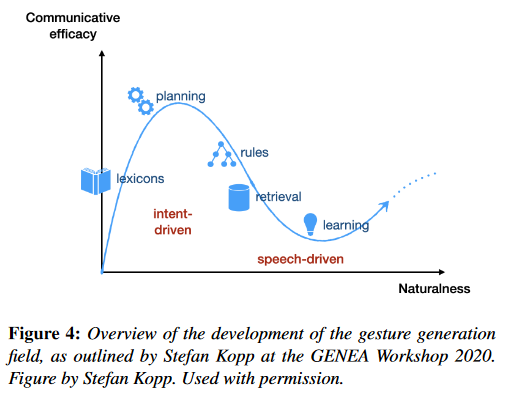 Communicative
efficacy
planning
rules
lexicons
retrieval
intent-
driven
learning
speech-driven
Naturalness
Figure 4: Overview of the development of the gesture generation
field, as outlined by Stefan Kopp at the GENEA Workshop 2020.
Figure by Stefan Kopp. Used with permission.